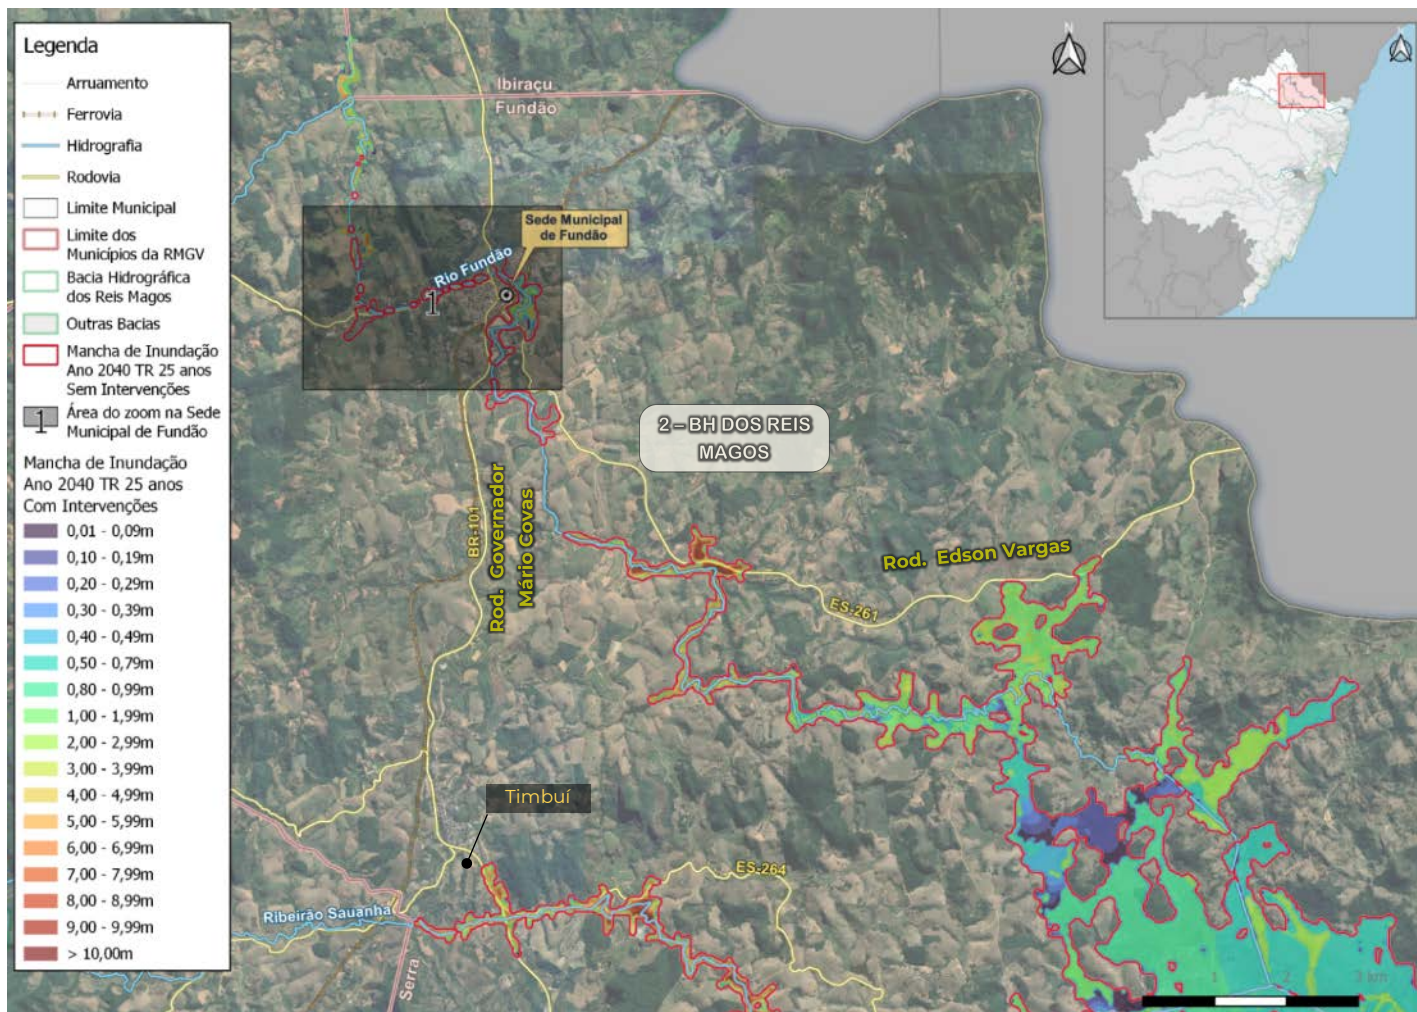 Legenda
Arruamento
Ferrovia
Hidrografia
Rodovia
Limite Municipal
Limite dos
Municípios da RMGV
Bacia Hidrográfica
dos Reis Magos
Outras Bacias
Mancha de Inundação
Ano 2040 TR 25 anos
Sem Intervenções
1
Área do zoom na Sede
Municipal de Fundão
Mancha de Inundação
Ano 2040 TR 25 anos
Com Intervenções
0,01 - 0,09m
0,10 - 0,19m
0,20 - 0,29m
0,30 - 0,39m
0,40 - 0,49m
0,50 - 0,79m
0,80 - 0,99m
1,00 - 1,99m
2,00 - 2,99m
3,00 - 3,99m
4,00 - 4,99m
5,00 - 5,99m
6,00 - 6,99m
7,00 - 7,99m
8,00 - 8,99m
9,00 - 9,99m
> 10,00m
Ibiraçu
Fundão
N
Sede Municipal
de Fundão
Rio Fundão
1
2 – BH DOS REIS
MAGOS
BR-101
Rod. Governador
Mário Covas
Rod. Edson Vargas
ES-261
Timbuí
ES-264
Ribeirão Sauanha
Serra
1
2
3 km